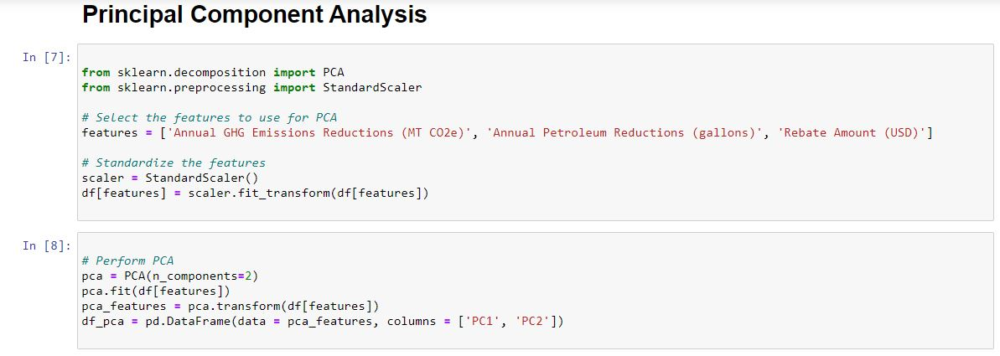 Principal Component Analysis
In [7]:
from sklearn.decomposition import PCA
from sklearn.preprocessing import StandardScaler
# Select the features to use for PCA
features = ['Annual GHG Emissions Reductions (MT CO2e)', 'Annual Petroleum Reductions (gallons)', 'Rebate Amount (USD)']
# Standardize the features
scaler = StandardScaler()
df[features] = scaler.fit_transform(df[features])
In [8]:
# Perform PCA
pca = PCA(n_components=2)
pca.fit(df[features])
pca_features = pca.transform(df[features])
df_pca = pd.DataFrame(data = pca_features, columns = ['PC1', 'PC2'])